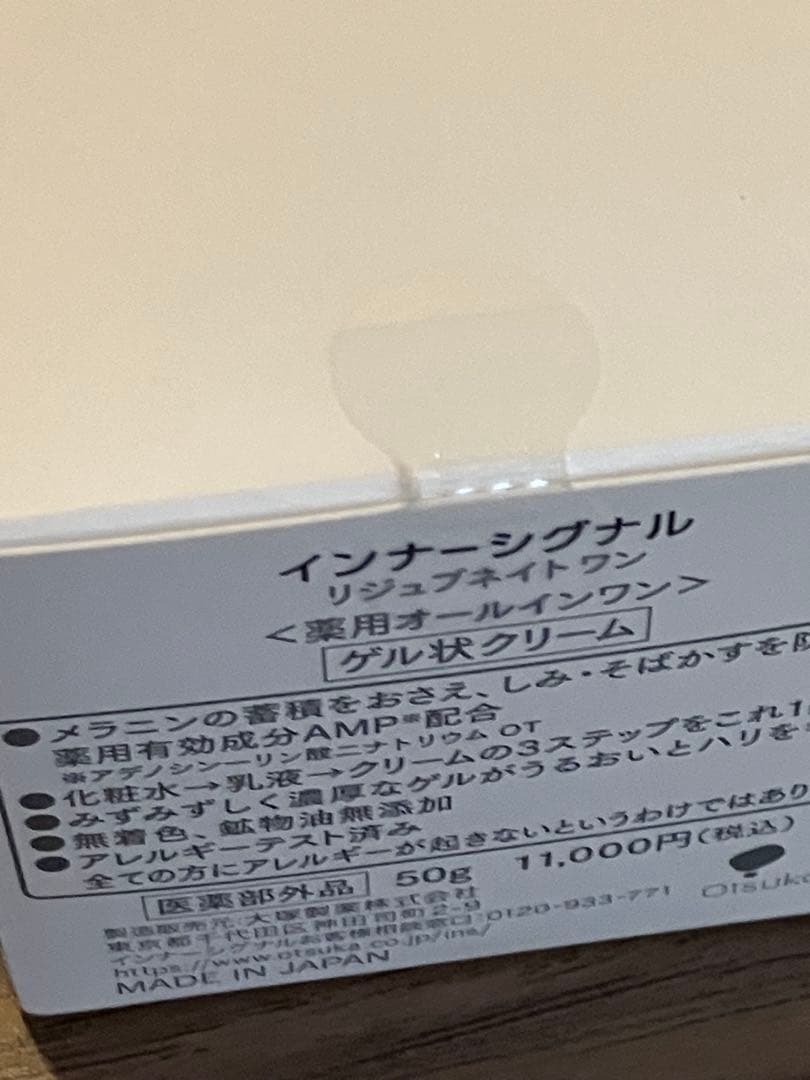 インナーシグナル
リジュブネイトワン
<薬用オールインワン>
ゲル状クリーム
●メラニンの蓄積をおさえ、しみ・そばかすを防
薬用有効成分AMP※配合
※アデノシン一リン酸二ナトリウム OT
●化粧水→乳液→クリームの3ステップをこれ1
●みずみずしく濃厚なゲルがうるおいとハリを
●無着色、鉱物油無添加
●アレルギーテスト済み
全ての方にアレルギーが起きないというわけではあり
医薬部外品 50g 11,000円(税込)
製造販売元:大塚製薬株式会社
東京都千代田区神田司町2-9
インナーシグナルお客様相談窓口:0120-933-771
https://www.otsuka.co.jp/ins/
MADE IN JAPAN
Otsuka